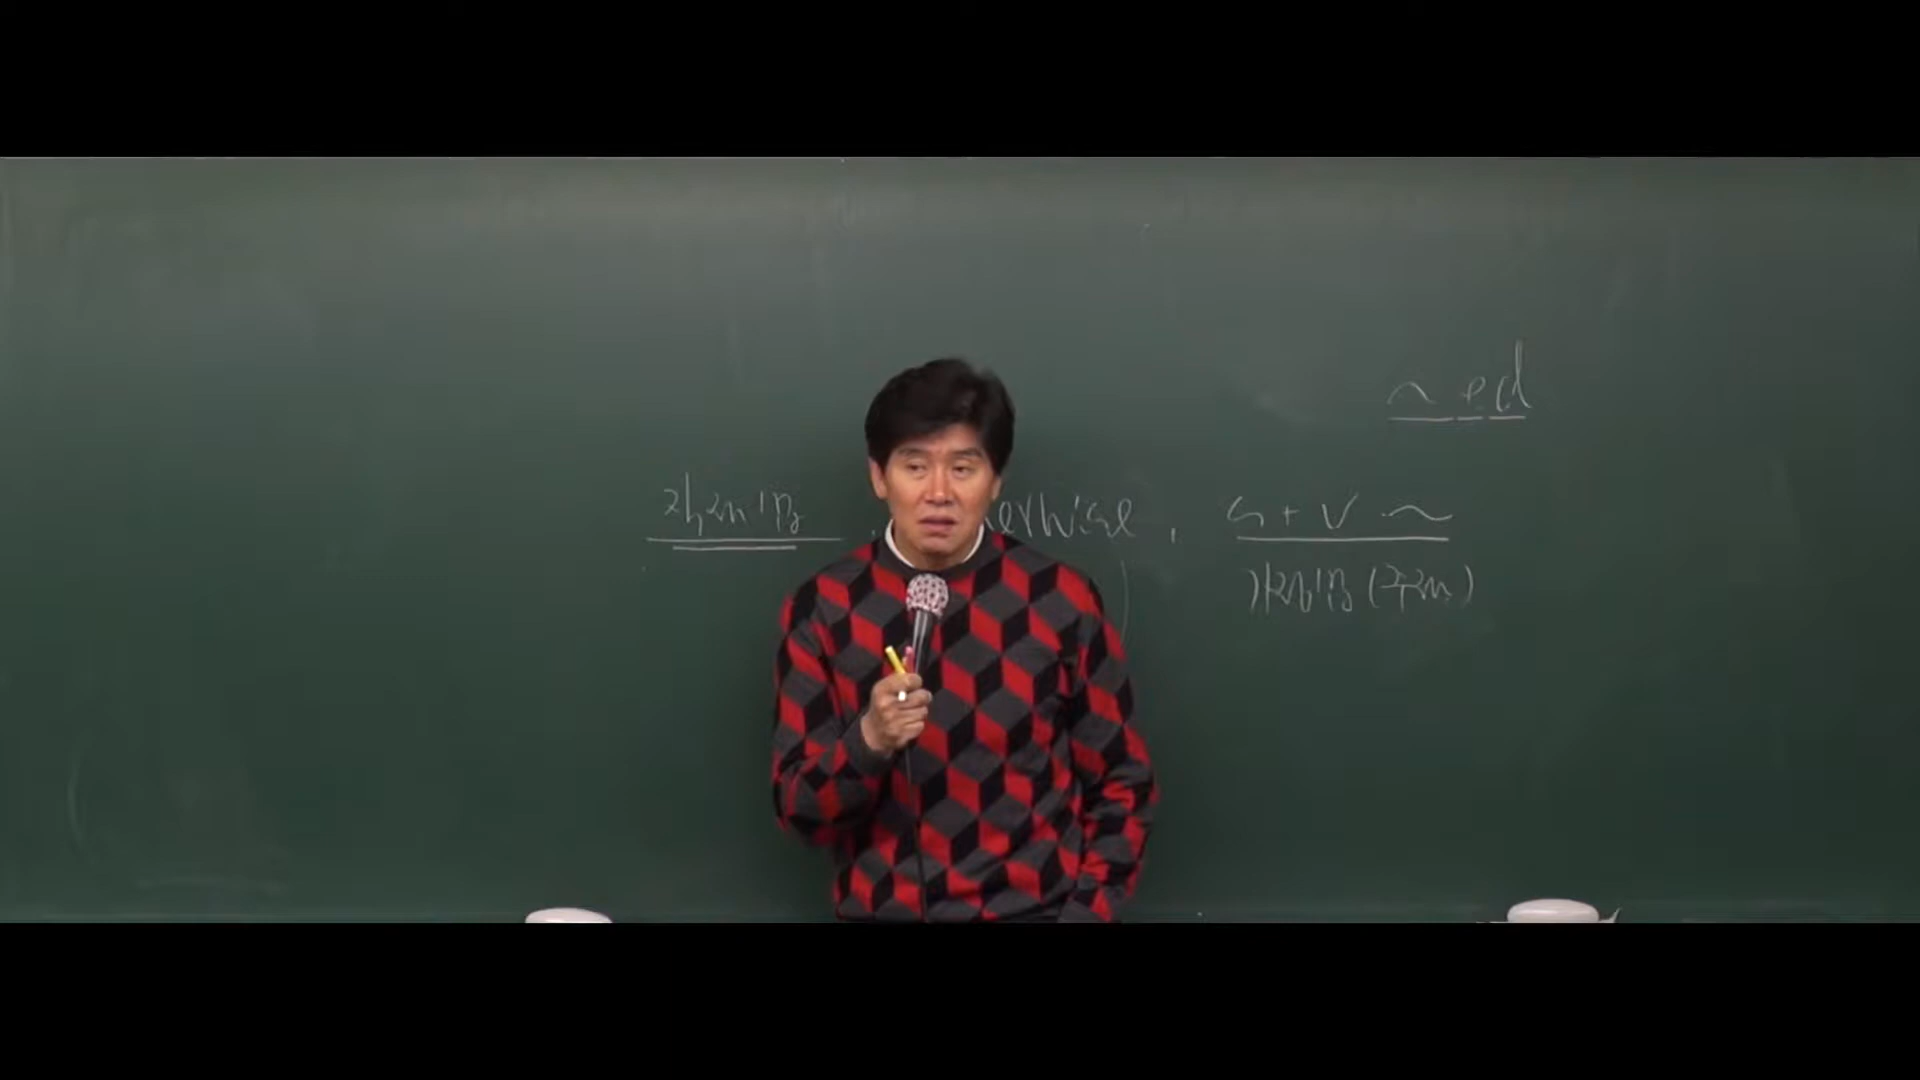 ~ ed
직설법 , erwise , S + V ~
가정법 (주절)